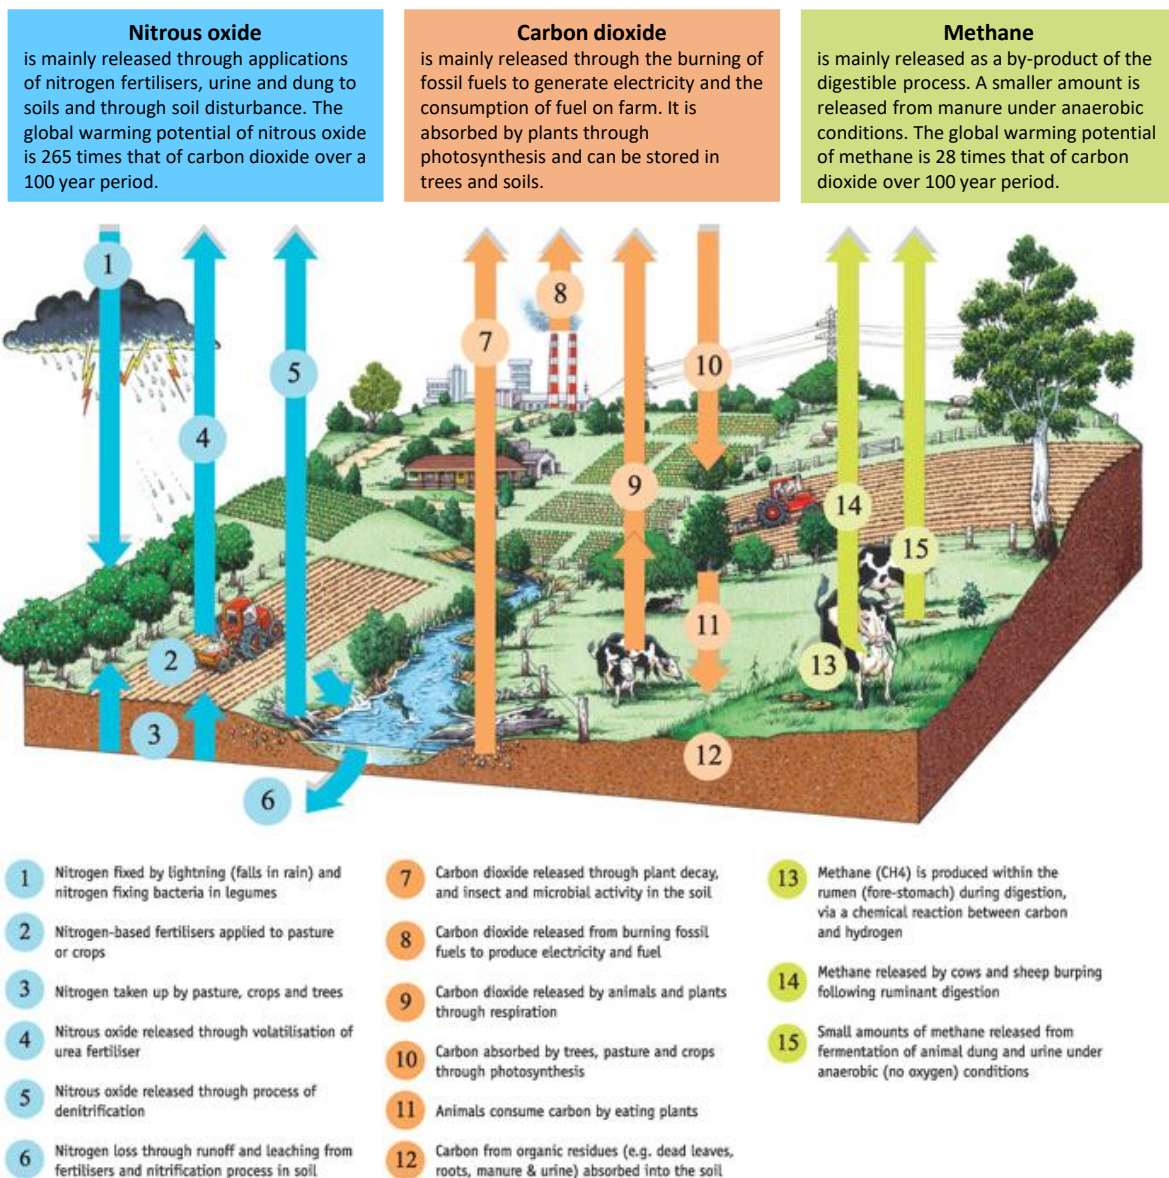 Nitrous oxide
is mainly released through applications
of nitrogen fertilisers, urine and dung to
soils and through soil disturbance. The
global warming potential of nitrous oxide
is 265 times that of carbon dioxide over a
100 year period.
Carbon dioxide
is mainly released through the burning of
fossil fuels to generate electricity and the
consumption of fuel on farm. It is
absorbed by plants through
photosynthesis and can be stored in
trees and soils.
Methane
is mainly released as a by-product of the
digestible process. A smaller amount is
released from manure under anaerobic
conditions. The global warming potential
of methane is 28 times that of carbon
dioxide over 100 year period.
1
2
3
4
5
6
7
8
9
10
11
12
13
14
15
1 Nitrogen fixed by lightning (falls in rain) and
nitrogen fixing bacteria in legumes
2 Nitrogen-based fertilisers applied to pasture
or crops
3 Nitrogen taken up by pasture, crops and trees
4 Nitrous oxide released through volatilisation of
urea fertiliser
5 Nitrous oxide released through process of
denitrification
6 Nitrogen loss through runoff and leaching from
fertilisers and nitrification process in soil
7 Carbon dioxide released through plant decay,
and insect and microbial activity in the soil
8 Carbon dioxide released from burning fossil
fuels to produce electricity and fuel
9 Carbon dioxide released by animals and plants
through respiration
10 Carbon absorbed by trees, pasture and crops
through photosynthesis
11 Animals consume carbon by eating plants
12 Carbon from organic residues (e.g. dead leaves,
roots, manure & urine) absorbed into the soil
13 Methane (CH4) is produced within the
rumen (fore-stomach) during digestion,
via a chemical reaction between carbon
and hydrogen
14 Methane released by cows and sheep burping
following ruminant digestion
15 Small amounts of methane released from
fermentation of animal dung and urine under
anaerobic (no oxygen) conditions